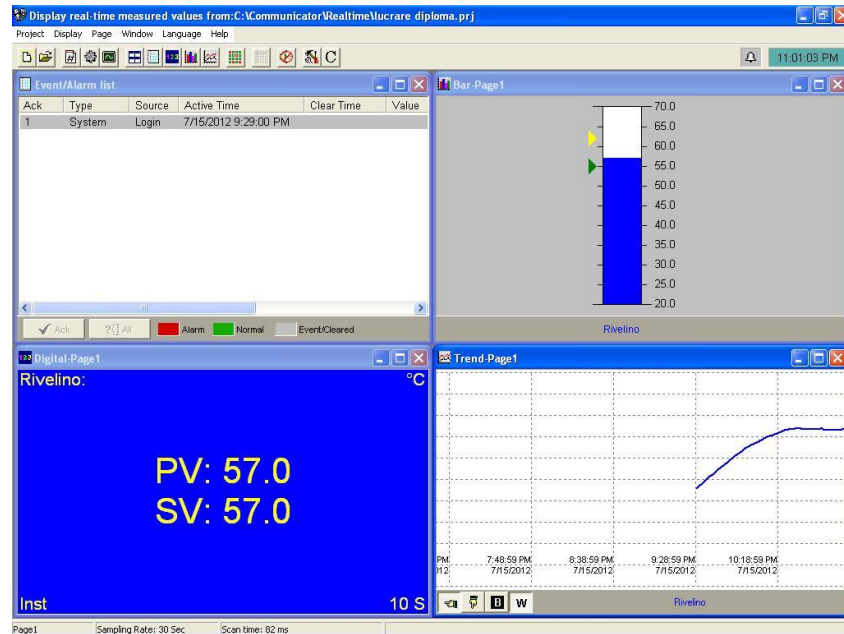 Display real-time measured values from:C:\Communicator\Realtime\lucrare diploma.prj
Project Display Page Window Language Help
C 11:01:03 PM
Event/Alarm list
Ack Type Source Active Time Clear Time Value
1 System Login 7/15/2012 9:29:00 PM
Ack All Alarm Normal Event/Cleared
Bar-Page1
70.0
65.0
60.0
55.0
50.0
45.0
40.0
35.0
30.0
25.0
20.0
Rivelino
123 Digital-Page1
Rivelino: °C
PV: 57.0
SV: 57.0
Inst 10 S
Trend-Page1
PM 7:48:59 PM 8:38:59 PM 9:28:59 PM 10:18:59 PM
012 7/15/2012 7/15/2012 7/15/2012 7/15/2012
B W Rivelino
Page1 Sampling Rate: 30 Sec Scan time: 82 ms